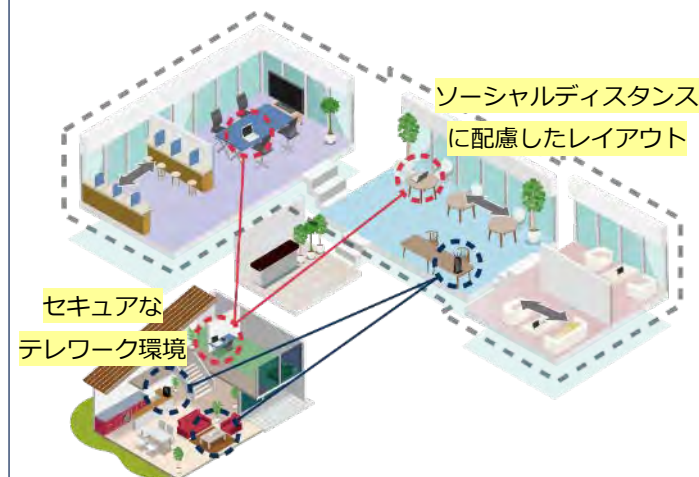 ソーシャルディスタンス
に配慮したレイアウト
セキュアな
テレワーク環境